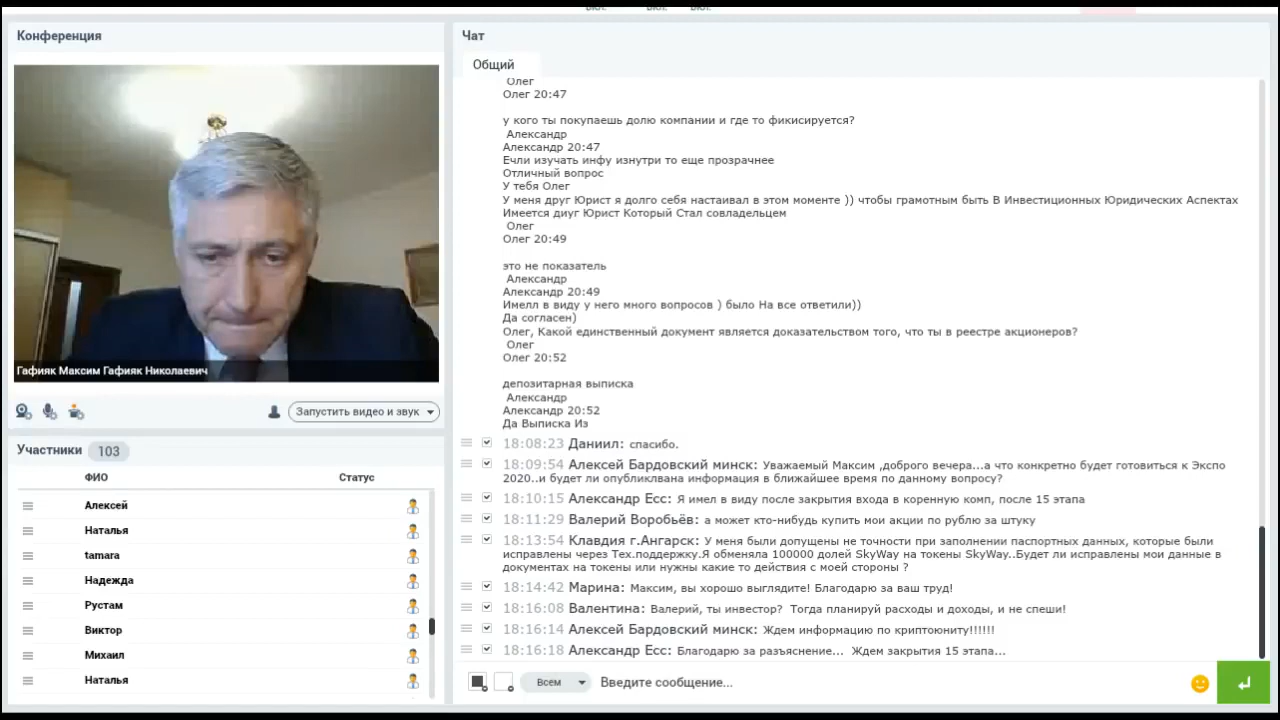 Конференция
Гафияк Максим Гафияк Николаевич
Запустить видео и звук
Участники 103
ФИО Статус
Алексей
Наталья
tamara
Надежда
Рустам
Виктор
Михаил
Наталья
Чат
Общий
Олег
Олег 20:47
у кого ты покупаешь долю компании и где то фикисируется?
Александр
Александр 20:47
Ечли изучать инфу изнутри то еще прозрачнее
Отличный вопрос
У тебя Олег
У меня друг Юрист я долго себя настаивал в этом моменте )) чтобы грамотным быть В Инвестиционных Юридических Аспектах
Имеется диуг Юрист Который Стал совладельцем
Олег
Олег 20:49
это не показатель
Александр
Александр 20:49
Имелл в виду у него много вопросов ) было На все ответили))
Да согласен)
Олег, Какой единственный документ является доказательством того, что ты в реестре акционеров?
Олег
Олег 20:52
депозитарная выписка
Александр
Александр 20:52
Да Выписка Из
18:08:23 Даниил: спасибо.
18:09:54 Алексей Бардовский минск: Уважаемый Максим ,доброго вечера...а что конкретно будет готовиться к Экспо
2020..и будет ли опубликлвана информация в ближайшее время по данному вопросу?
18:10:15 Александр Есс: Я имел в виду после закрытия входа в коренную комп, после 15 этапа
18:11:29 Валерий Воробьёв: а может кто-нибудь купить мои акции по рублю за штуку
18:13:54 Клавдия г.Ангарск: У меня были допущены не точности при заполнении паспортных данных, которые были
исправлены через Тех.поддержку.Я обменяла 100000 долей SkyWay на токены SkyWay..Будет ли исправлены мои данные в
документах на токены или нужны какие то действия с моей стороны ?
18:14:42 Марина: Максим, вы хорошо выглядите! Благодарю за ваш труд!
18:16:08 Валентина: Валерий, ты инвестор? Тогда планируй расходы и доходы, и не спеши!
18:16:14 Алексей Бардовский минск: Ждем информацию по криптоюниту!!!!!!
18:16:18 Александр Есс: Благодарю за разъяснение... Ждем закрытия 15 этапа...
Всем Введите сообщение...